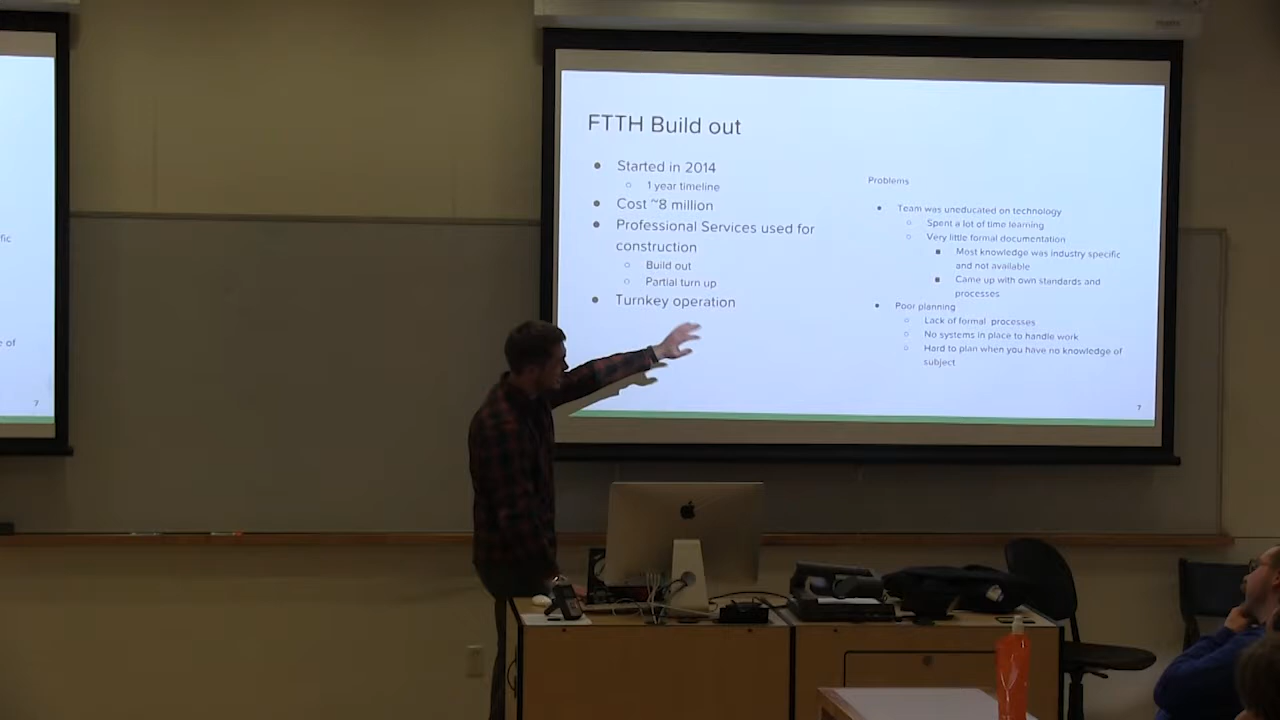 fic
e of
7
FTTH Build out
Started in 2014
1 year timeline
Cost ~8 million
Professional Services used for
construction
Build out
Partial turn up
Turnkey operation
Problems
Team was uneducated on technology
Spent a lot of time learning
Very little formal documentation
Most knowledge was industry specific
and not available
Came up with own standards and
processes
Poor planning
Lack of formal processes
No systems in place to handle work
Hard to plan when you have no knowledge of
subject
7